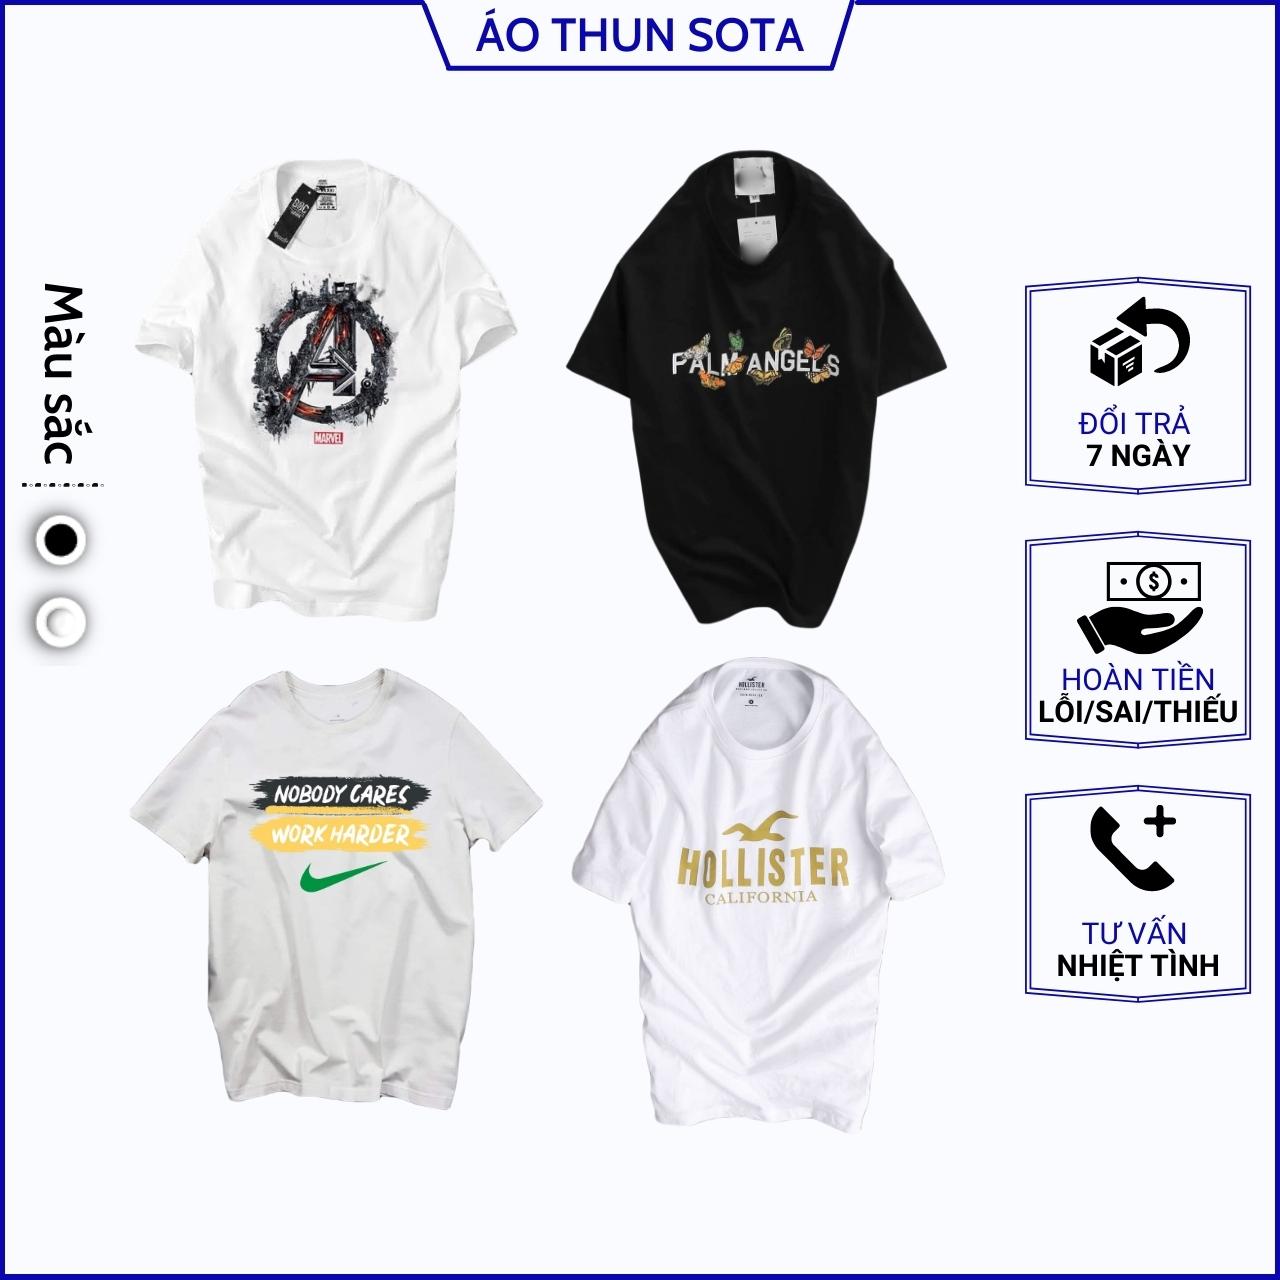 ÁO THUN SOTA
Màu sắc
MARVEL
PALM ANGELS
ĐỔI TRẢ
7 NGÀY
HOÀN TIỀN
LỖI/SAI/THIẾU
NOBODY CARES
WORK HARDER
HOLLISTER
HOLLISTER
CALIFORNIA
TƯ VẤN
NHIỆT TÌNH